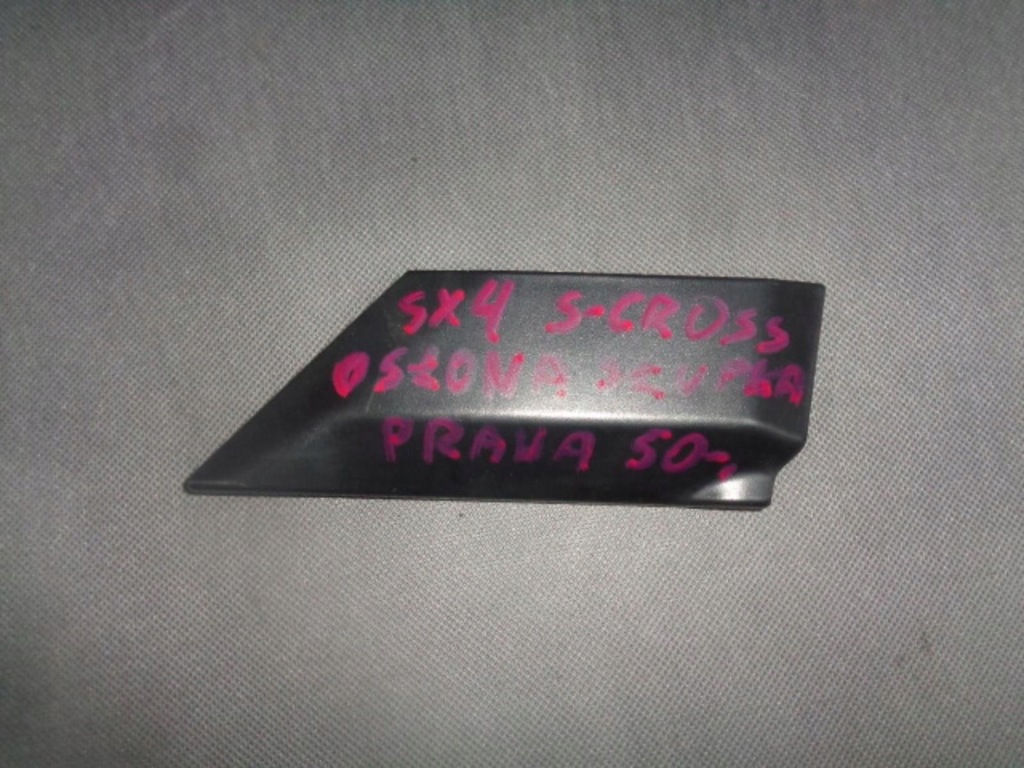 SX4 S-CROSS
OSŁONA SŁUPKA
PRAWA 50-,